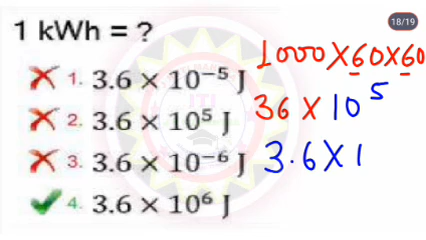 18/19
1 kWh = ?
1000×60×60
1. 3.6 × 10⁻⁵ J
36 × 10⁵
2. 3.6 × 10⁵ J
3. 3.6 × 10⁻⁶ J
3.6×1
4. 3.6 × 10⁶ J